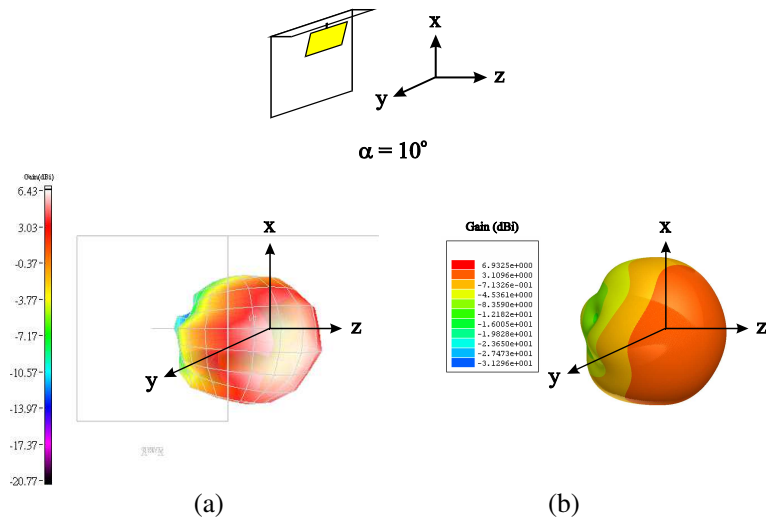 x
z
y
α = 10°
Gain(dBi)
6.43
3.03
-0.37
-3.77
-7.17
-10.57
-13.97
-17.37
-20.77
x
z
y
Gain (dBi)
6.9325e+000
3.1096e+000
-7.1326e-001
-4.5361e+000
-8.3590e+000
-1.2182e+001
-1.6005e+001
-1.9828e+001
-2.3650e+001
-2.7473e+001
-3.1296e+001
x
z
y
(a)
(b)